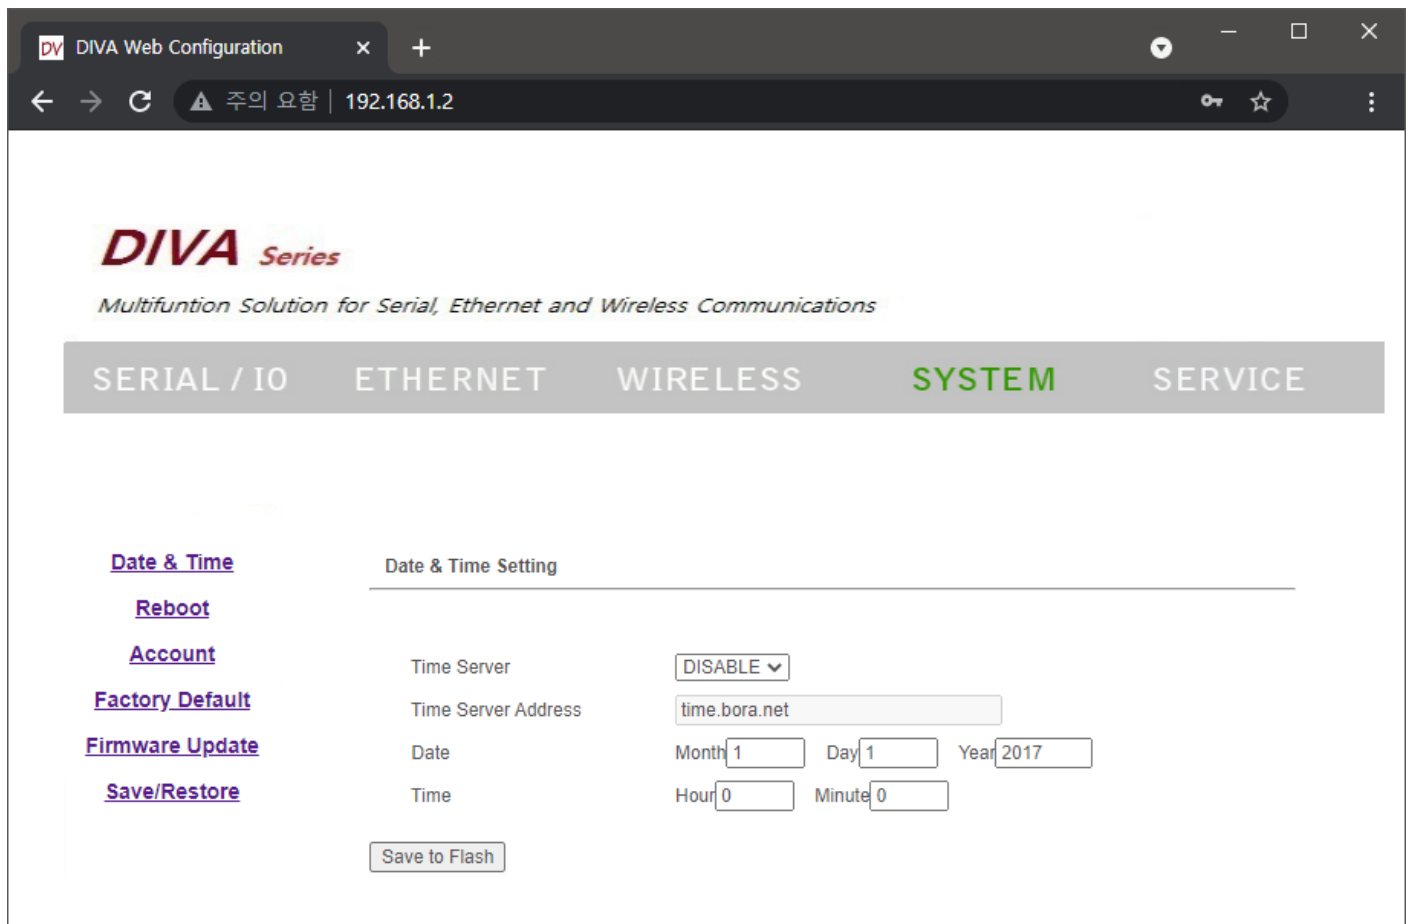 DV DIVA Web Configuration
주의 요함 | 192.168.1.2
DIVA Series
Multifuntion Solution for Serial, Ethernet and Wireless Communications
SERIAL / IO ETHERNET WIRELESS SYSTEM SERVICE
Date & Time
Reboot
Account
Factory Default
Firmware Update
Save/Restore
Date & Time Setting
Time Server DISABLE
Time Server Address time.bora.net
Date Month 1 Day 1 Year 2017
Time Hour 0 Minute 0
Save to Flash